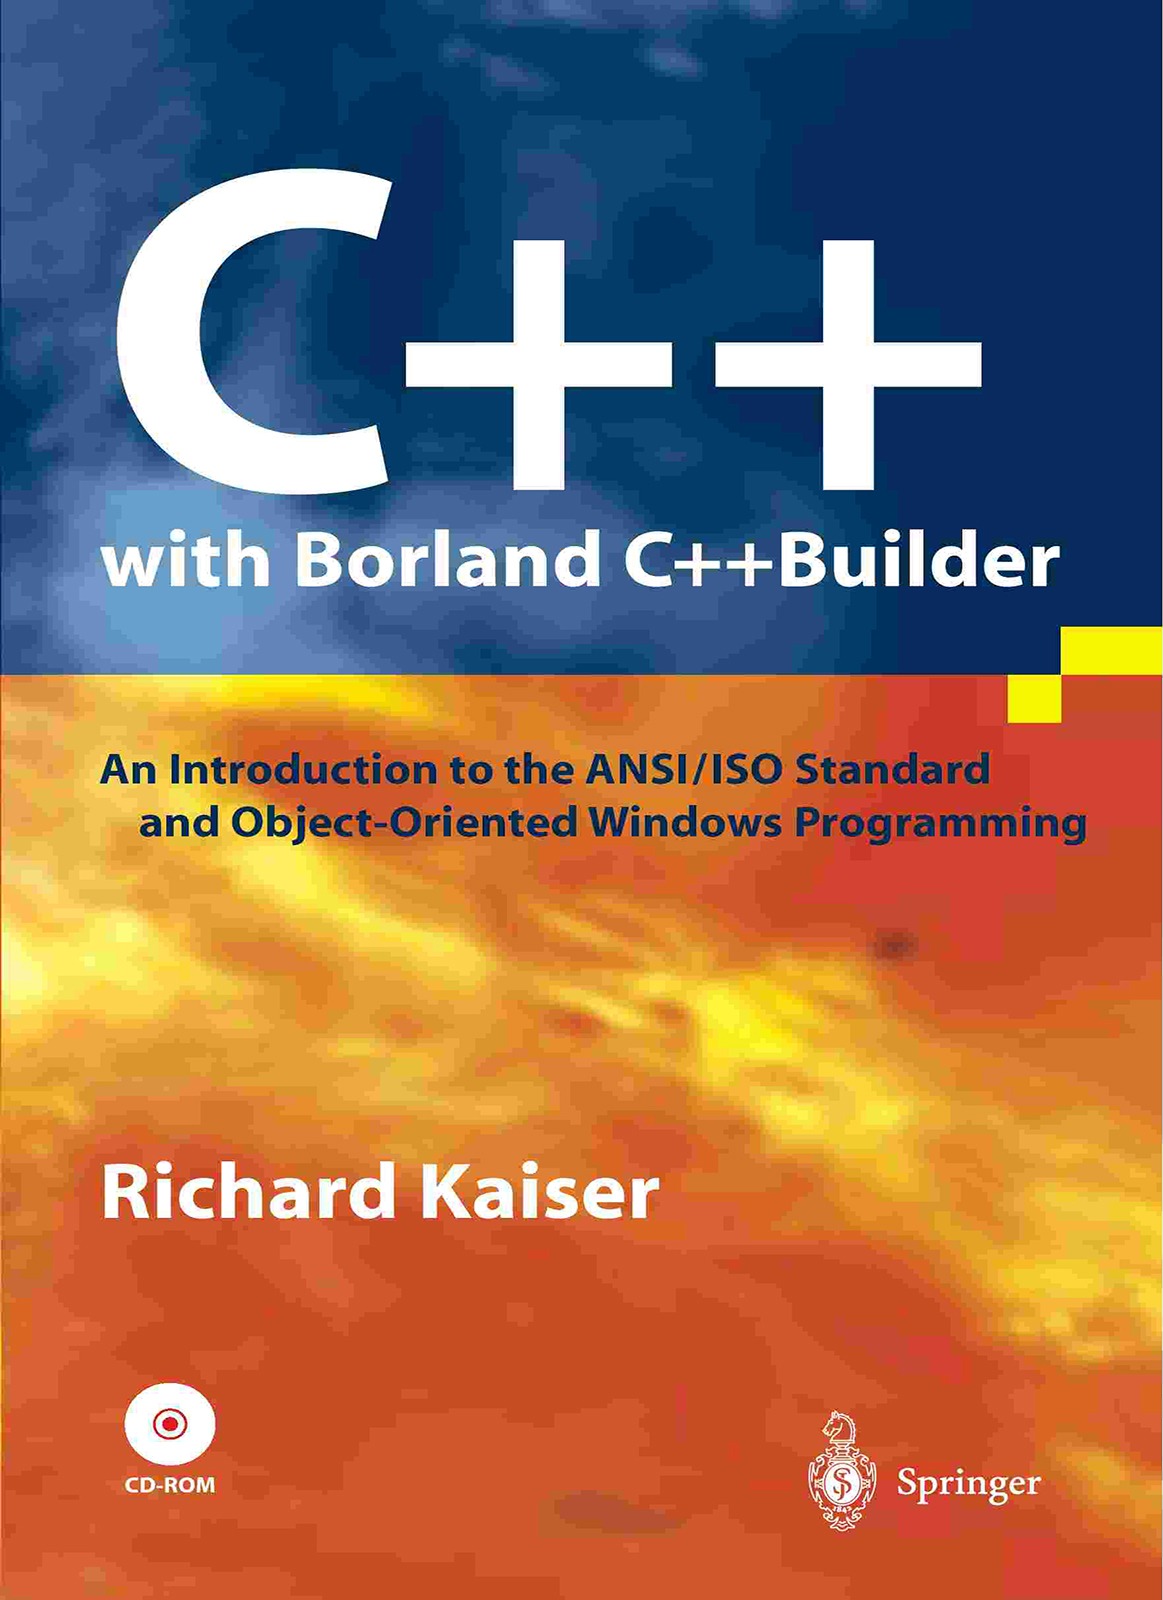 C++
with Borland C++Builder
An Introduction to the ANSI/ISO Standard
and Object-Oriented Windows Programming
Richard Kaiser
CD-ROM
Springer